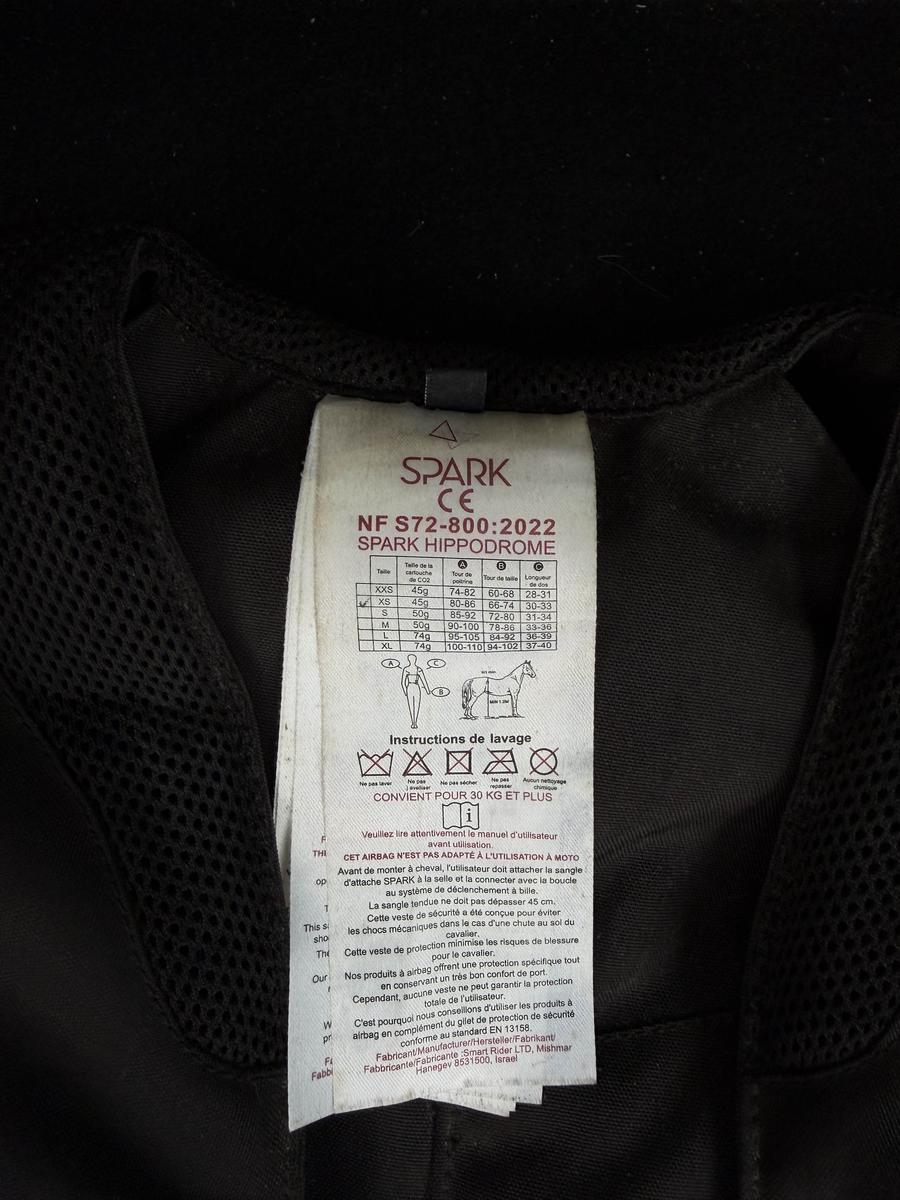 SPARK
CE
NF S72-800:2022
SPARK HIPPODROME
Taille Taille de la cartouche de CO2 A Tour de poitrine B Tour de taille C Longueur de dos
XXS 45g 74-82 60-68 28-31
XS 45g 80-86 66-74 30-33
S 50g 85-92 72-80 31-34
M 50g 90-100 78-86 33-36
L 74g 95-105 84-92 36-39
XL 74g 100-110 94-102 37-40
A C
B
MIN 1.2M
Instructions de lavage
Ne pas laver Ne pas javelliser Ne pas sécher Ne pas repasser Aucun nettoyage chimique
CONVIENT POUR 30 KG ET PLUS
i
Veuillez lire attentivement le manuel d'utilisateur
avant utilisation.
CET AIRBAG N'EST PAS ADAPTÉ À L'UTILISATION À MOTO
Avant de monter à cheval, l'utilisateur doit attacher la sangle
d'attache SPARK à la selle et la connecter avec la boucle
au système de déclenchement à bille.
La sangle tendue ne doit pas dépasser 45 cm.
Cette veste de sécurité a été conçue pour éviter
les chocs mécaniques dans le cas d'une chute au sol du
cavalier.
Cette veste de protection minimise les risques de blessure
pour le cavalier.
Nos produits à airbag offrent une protection spécifique tout
en conservant un très bon confort de port.
Cependant, aucune veste ne peut garantir la protection
totale de l'utilisateur.
C'est pourquoi nous conseillons d'utiliser les produits à
airbag en complément du gilet de protection de sécurité
conforme au standard EN 13158.
Fabricant/Manufacturer/Hersteller/Fabrikant/
Fabbricante/Fabricante :Smart Rider LTD, Mishmar
Hanegev 8531500, Israel
This
Our